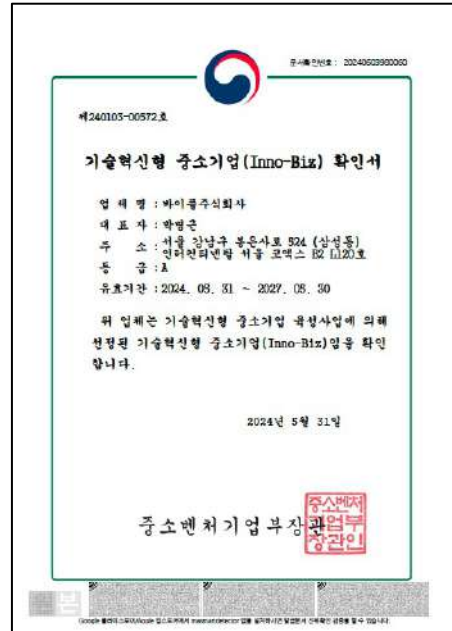 문서확인번호 : 20240603900060
제240103-00572호
기술혁신형 중소기업(Inno-Biz) 확인서
업 체 명 : 바이콤주식회사
대 표 자 : 박명근
주 소 : 서울 강남구 봉은사로 524 (삼성동)
인터컨티넨탈 서울 코엑스 B2 L120호
등 급 : A
유효기간 : 2024. 05. 31 ~ 2027. 05. 30
위 업체는 기술혁신형 중소기업 육성사업에 의해
선정된 기술혁신형 중소기업(Inno-Biz)임을 확인
합니다.
2024년 5월 31일
중소벤처기업부장관
중소벤처
기업부
장관인
본